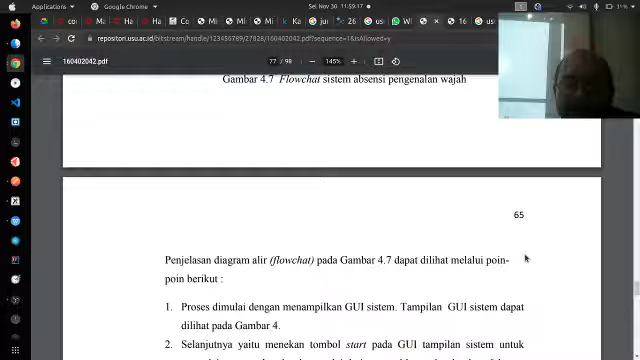 Applications
Google Chrome
Sel, Nov 30 11.59.17
31%
repositori.usu.ac.id/bitstream/handle/123456789/27828/160402042.pdf?sequence=1&isAllowed=y
160402042.pdf
77 / 98
145%
Gambar 4.7 Flowchat sistem absensi pengenalan wajah
65
Penjelasan diagram alir (flowchat) pada Gambar 4.7 dapat dilihat melalui poin-
poin berikut :
1. Proses dimulai dengan menampilkan GUI sistem. Tampilan GUI sistem dapat
dilihat pada Gambar 4.
2. Selanjutnya yaitu menekan tombol start pada GUI tampilan sistem untuk